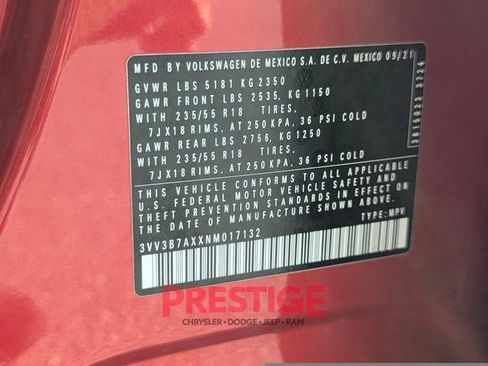 MFD BY VOLKSWAGEN DE MEXICO S.A. DE C.V. MEXICO 09/21
GVWR LBS 5181 KG 2350
GAWR FRONT LBS 2535, KG 1150
WITH 235/55 R18 TIRES,
7JX18 RIMS, AT 250 KPA, 36 PSI COLD
GAWR REAR LBS 2756, KG 1250
WITH 235/55 R18 TIRES,
7JX18 RIMS, AT 250 KPA, 36 PSI COLD
THIS VEHICLE CONFORMS TO ALL APPLICABLE
U.S. FEDERAL MOTOR VEHICLE SAFETY AND
THEFT PREVENTION STANDARDS IN EFFECT ON
THE DATE OF MANUFACTURE SHOWN ABOVE.
3VV3B7AXXNM017132 TYPE: MPV
3815023 3724
PRESTIGE
CHRYSLER • DODGE • JEEP • RAM